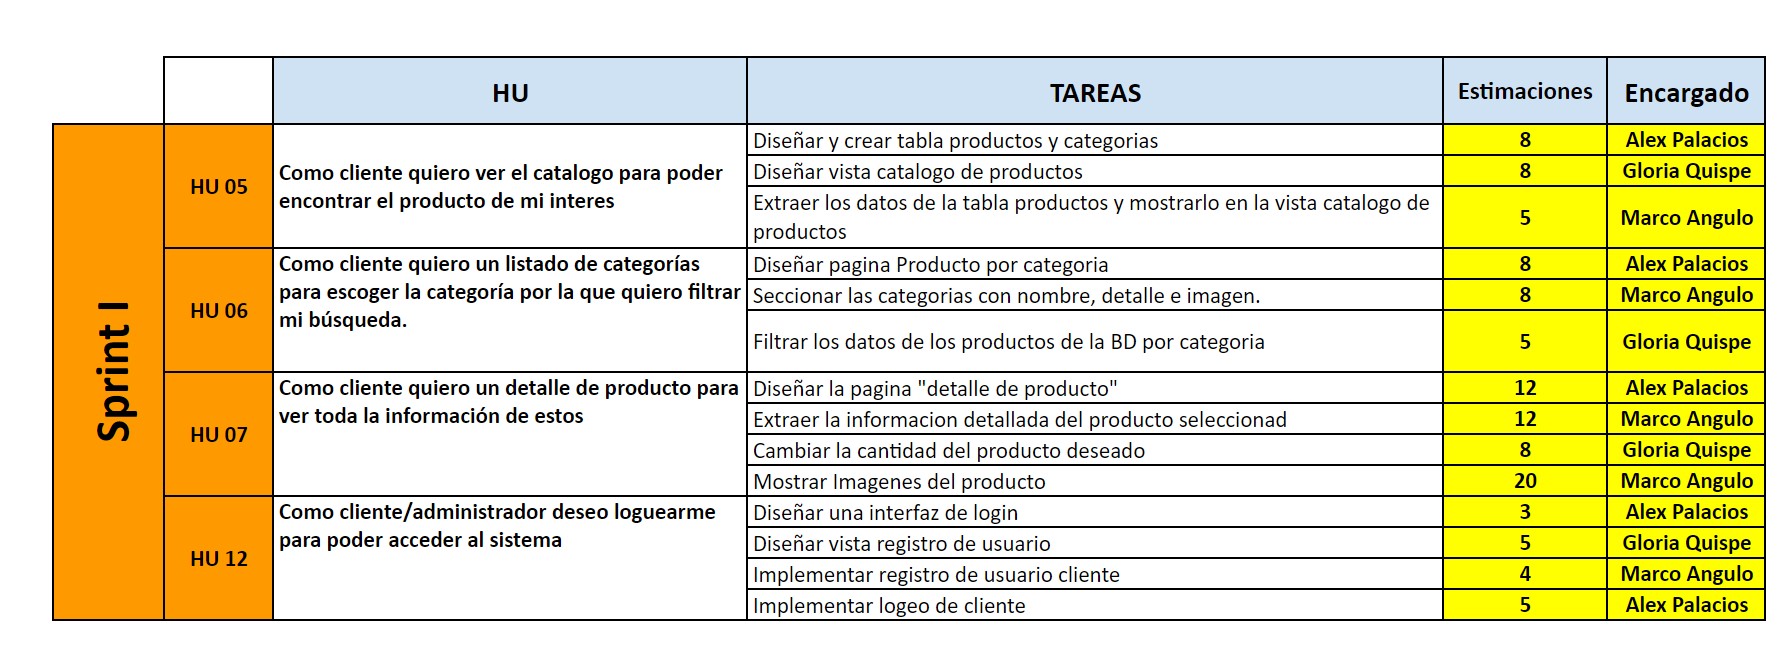 HU
TAREAS
Estimaciones
Encargado
Sprint I
HU 05
Como cliente quiero ver el catalogo para poder
encontrar el producto de mi interes
Diseñar y crear tabla productos y categorias
8
Alex Palacios
Diseñar vista catalogo de productos
8
Gloria Quispe
Extraer los datos de la tabla productos y mostrarlo en la vista catalogo de
productos
5
Marco Angulo
HU 06
Como cliente quiero un listado de categorías
para escoger la categoría por la que quiero filtrar
mi búsqueda.
Diseñar pagina Producto por categoria
8
Alex Palacios
Seccionar las categorias con nombre, detalle e imagen.
8
Marco Angulo
Filtrar los datos de los productos de la BD por categoria
5
Gloria Quispe
HU 07
Como cliente quiero un detalle de producto para
ver toda la información de estos
Diseñar la pagina "detalle de producto"
12
Alex Palacios
Extraer la informacion detallada del producto seleccionad
12
Marco Angulo
Cambiar la cantidad del producto deseado
8
Gloria Quispe
Mostrar Imagenes del producto
20
Marco Angulo
HU 12
Como cliente/administrador deseo loguearme
para poder acceder al sistema
Diseñar una interfaz de login
3
Alex Palacios
Diseñar vista registro de usuario
5
Gloria Quispe
Implementar registro de usuario cliente
4
Marco Angulo
Implementar logeo de cliente
5
Alex Palacios